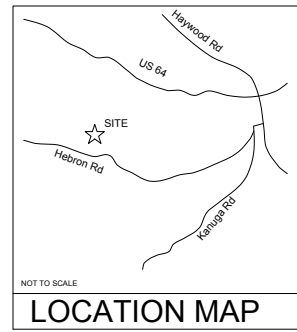 Haywood Rd
US 64
SITE
Hebron Rd
Kanuga Rd
NOT TO SCALE
LOCATION MAP